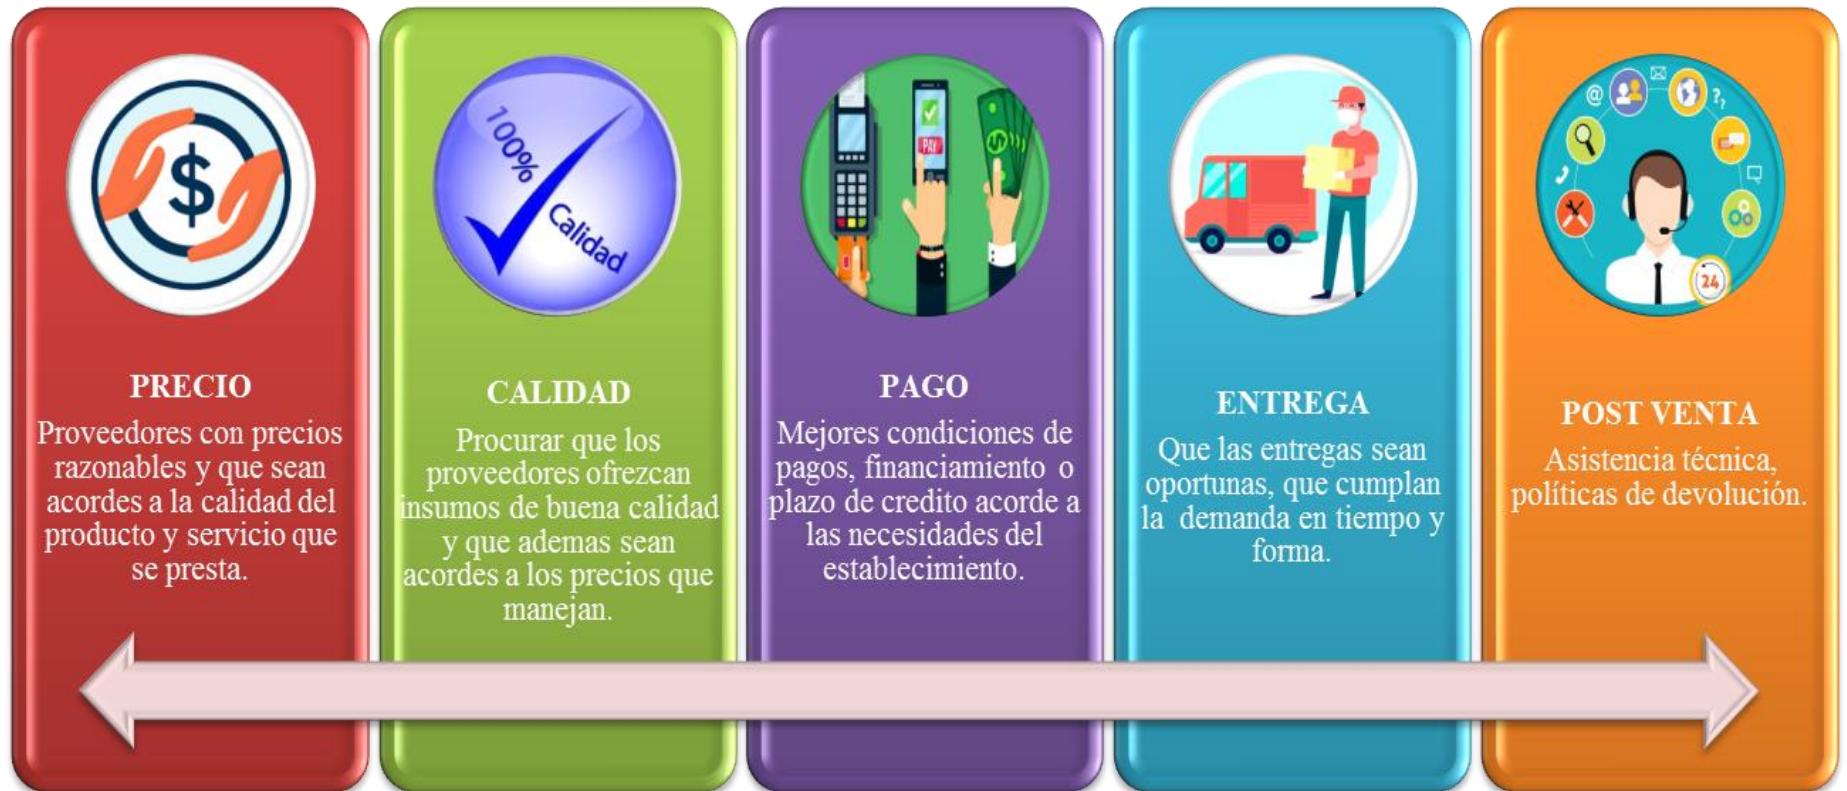 $
PRECIO
Proveedores con precios
razonables y que sean
acordes a la calidad del
producto y servicio que
se presta.
100%
Calidad
CALIDAD
Procurar que los
proveedores ofrezcan
insumos de buena calidad
y que ademas sean
acordes a los precios que
manejan.
PAY
PAGO
Mejores condiciones de
pagos, financiamiento o
plazo de credito acorde a
las necesidades del
establecimiento.
ENTREGA
Que las entregas sean
oportunas, que cumplan
la demanda en tiempo y
forma.
@
??
24
POST VENTA
Asistencia técnica,
políticas de devolución.